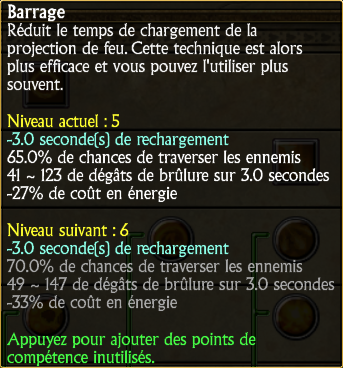 Barrage
Réduit le temps de chargement de la
projection de feu. Cette technique est alors
plus efficace et vous pouvez l'utiliser plus
souvent.
Niveau actuel : 5
-3.0 seconde(s) de rechargement
65.0% de chances de traverser les ennemis
41 ~ 123 de dégâts de brûlure sur 3.0 secondes
-27% de coût en énergie
Niveau suivant : 6
-3.0 seconde(s) de rechargement
70.0% de chances de traverser les ennemis
49 ~ 147 de dégâts de brûlure sur 3.0 secondes
-33% de coût en énergie
Appuyez pour ajouter des points de
compétence inutilisés.